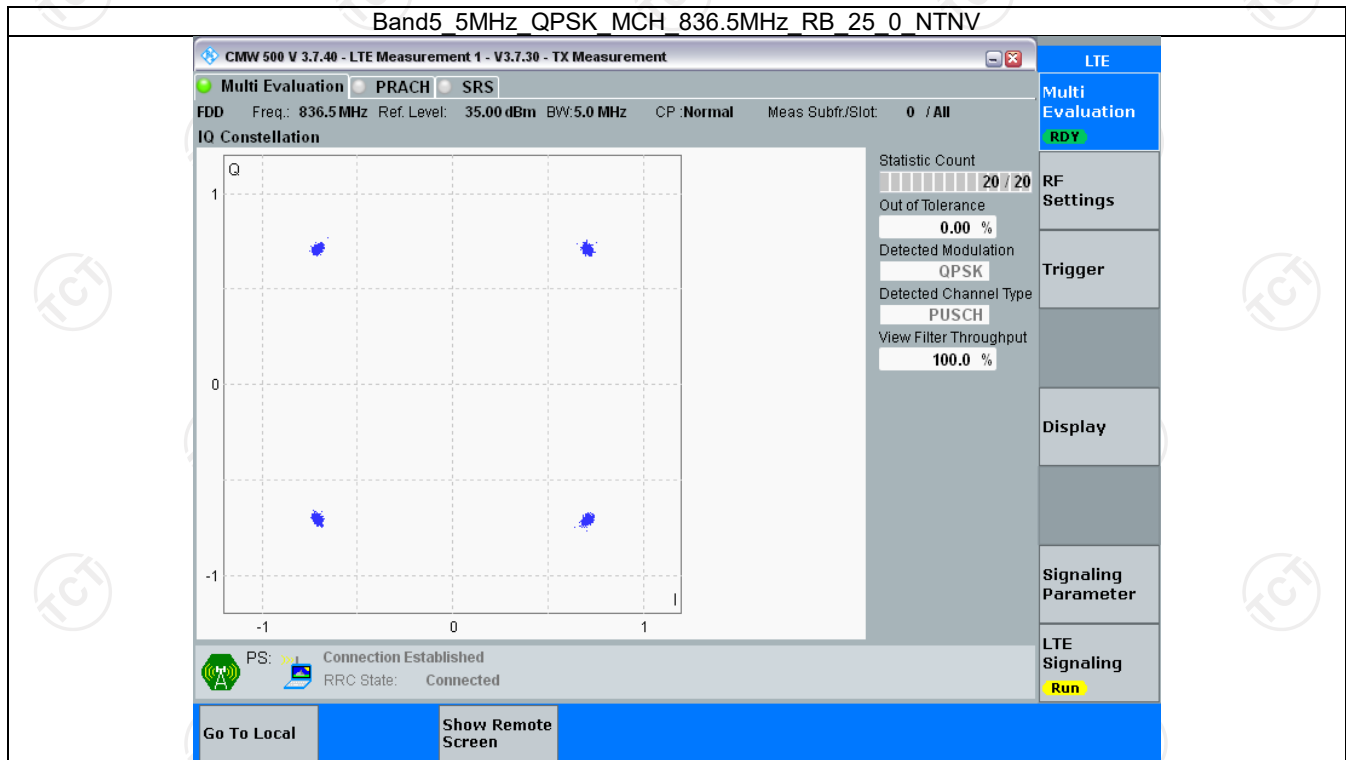 Band5_5MHz_QPSK_MCH_836.5MHz_RB_25_0_NTNV
CMW 500 V 3.7.40 - LTE Measurement 1 - V3.7.30 - TX Measurement
LTE
Multi Evaluation PRACH SRS
FDD Freq.: 836.5 MHz Ref. Level: 35.00 dBm BW: 5.0 MHz CP :Normal Meas Subfr./Slot: 0 / All
IQ Constellation
Q
1
0
-1
I
-1 0 1
Statistic Count
20 / 20
Out of Tolerance
0.00 %
Detected Modulation
QPSK
Detected Channel Type
PUSCH
View Filter Throughput
100.0 %
Multi
Evaluation
RDY
RF
Settings
Trigger
Display
Signaling
Parameter
LTE
Signaling
Run
PS: Connection Established
RRC State: Connected
Go To Local
Show Remote
Screen
TCT
TCT
TCT
TCT